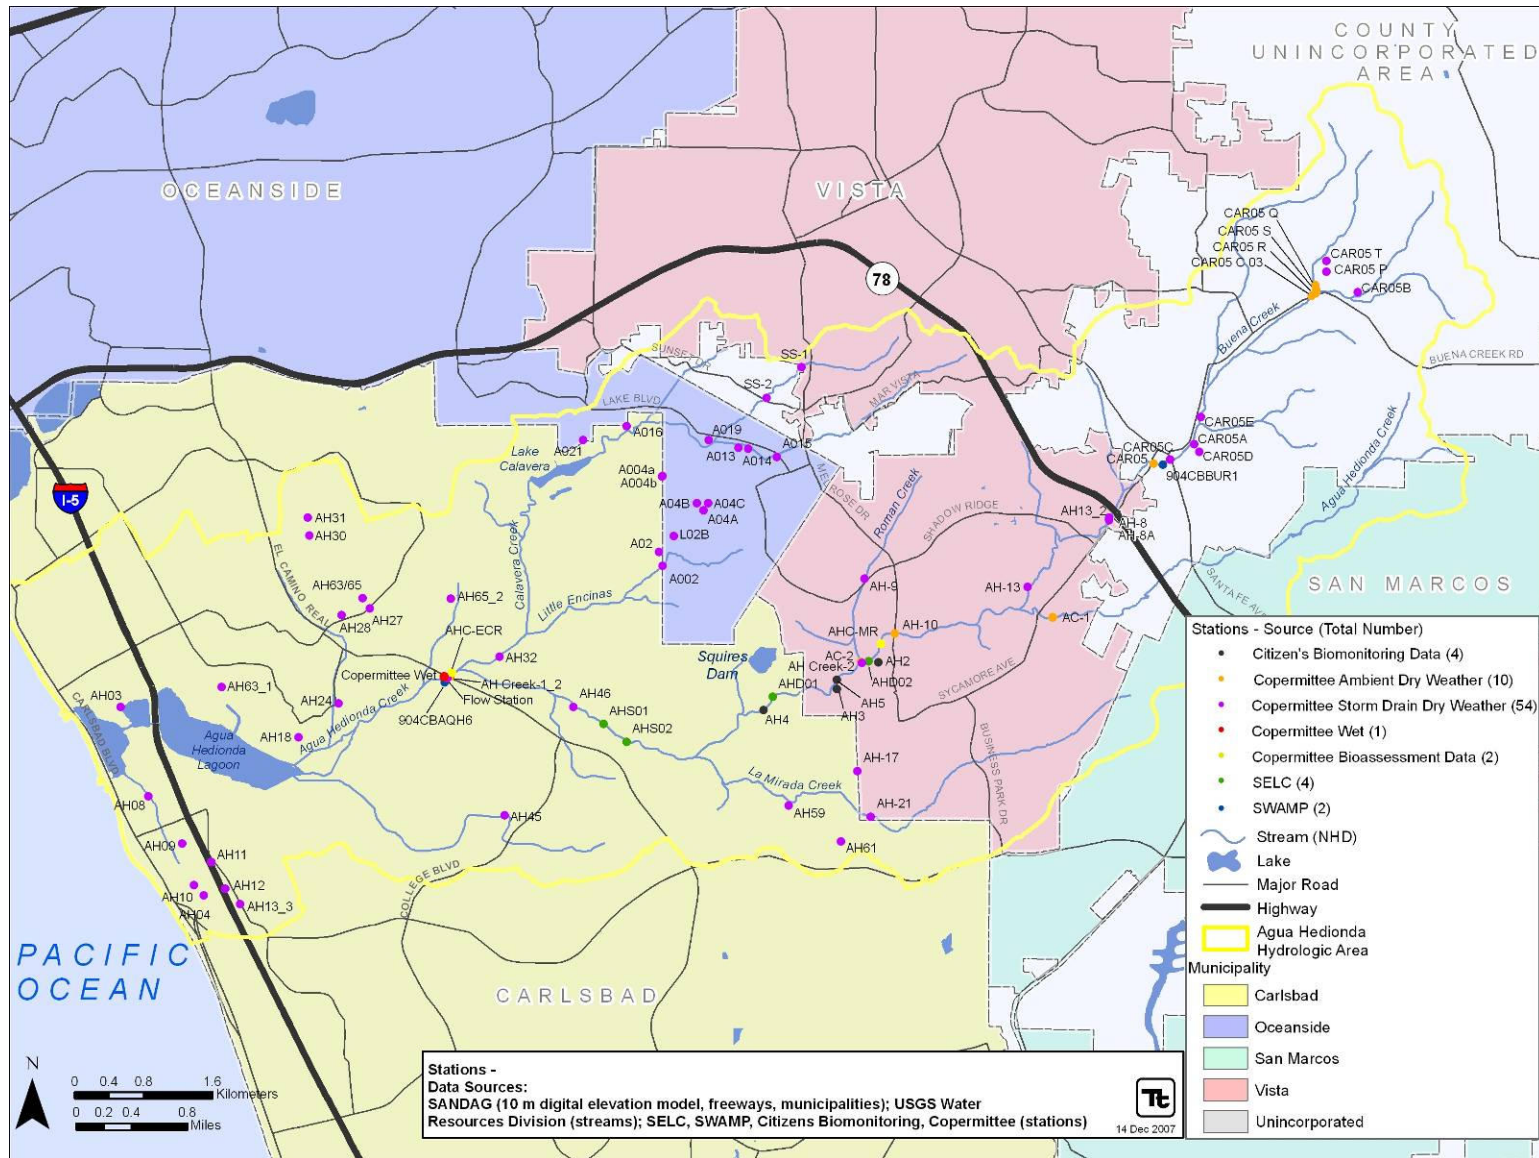 COUNTY
UNINCORPORATED
AREA
OCEANSIDE
VISTA
78
CAR05 Q
CAR05 S
CAR05 R
CAR05 C 03
CAR05 T
CAR05 P
CAR05B
Buena Creek
BUENA CREEK RD
SUNSET DR
SS-1
SS-2
MAR VISTA
LAKE BLVD
A016
A019
A015
A921
A013
A014
Lake
Calavera
MELROSE DR
CAR05E
CAR05A
CAR05D
CAR05C
CAR05
904CBBUR1
Agua Hedionda Creek
A004a
A004b
A04B
A04C
A04A
L02B
A02
A002
Roman Creek
SHADOW RIDGE
AH13_2
AH-8
AH-8A
I-5
AH31
AH30
EL CAMINO REAL
Calavera Creek
Little Encinas
AH63/65
AH27
AH28
AH65_2
AHC-ECR
AH32
AH-9
AH-13
SANTA FE AVE
SAN MARCOS
AC-1
AH-10
AHC-MR
AC-2
AH
Creek-2
AH2
AHD02
SYCAMORE AVE
Squires
Dam
AHD01
AH5
AH3
AH4
Copermittee Wet
AH Creek-1_2
Flow Station
904CBAQH6
AH46
AHS01
AHS02
AH03
AH63_1
AH24
AH18
Agua Hedionda Creek
Agua
Hedionda
Lagoon
CARLSBAD BLVD
AH-17
BUSINESS PARK DR
La Mirada Creek
AH59
AH-21
AH61
AH08
AH45
AH09
AH11
AH12
AH10
AH04
AH13_3
COLLEGE BLVD
PACIFIC
OCEAN
CARLSBAD
Stations - Source (Total Number)
Citizen's Biomonitoring Data (4)
Copermittee Ambient Dry Weather (10)
Copermittee Storm Drain Dry Weather (54)
Copermittee Wet (1)
Copermittee Bioassessment Data (2)
SELC (4)
SWAMP (2)
Stream (NHD)
Lake
Major Road
Highway
Agua Hedionda
Hydrologic Area
Municipality
Carlsbad
Oceanside
San Marcos
Vista
Unincorporated
N
0 0.4 0.8 1.6
Kilometers
0 0.2 0.4 0.8
Miles
Stations -
Data Sources:
SANDAG (10 m digital elevation model, freeways, municipalities); USGS Water
Resources Division (streams); SELC, SWAMP, Citizens Biomonitoring, Copermittee (stations)
Tt
14 Dec 2007